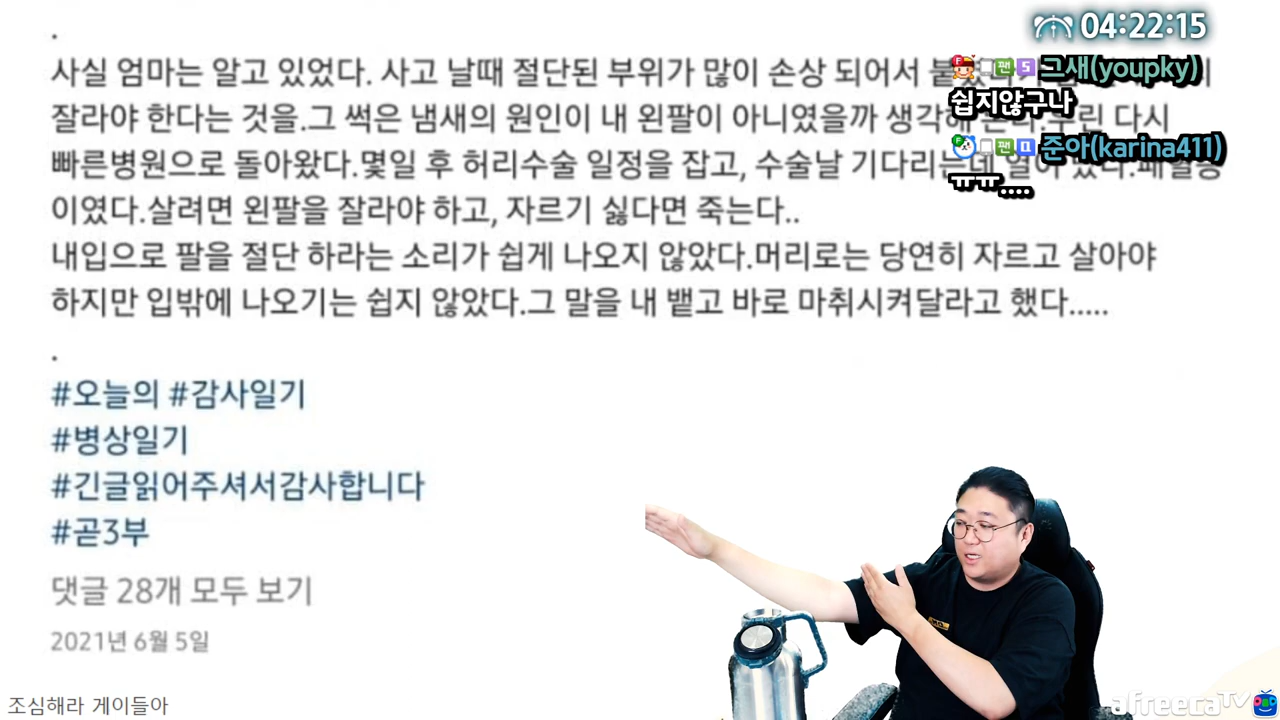 04:22:15
사실 엄마는 알고 있었다. 사고 날때 절단된 부위가 많이 손상 되어서
잘라야 한다는 것을.그 썩은 냄새의 원인이 내 왼팔이 아니였을까 생각해 다시
빠른병원으로 돌아왔다.몇일 후 허리수술 일정을 잡고, 수술날 기다리는데
이였다.살려면 왼팔을 잘라야 하고, 자르기 싫다면 죽는다..
내입으로 팔을 절단 하라는 소리가 쉽게 나오지 않았다.머리로는 당연히 자르고 살아야
하지만 입밖에 나오기는 쉽지 않았다.그 말을 내 뱉고 바로 마취시켜달라고 했다.....
.
#오늘의 #감사일기
#병상일기
#긴글읽어주셔서감사합니다
#곧3부
댓글 28개 모두 보기
2021년 6월 5일
조심해라 게이들아
F 팬 5 그새(youpky)
쉽지않구나
F 팬 준아(karina411)
ㅠㅠ....
afreecaTV